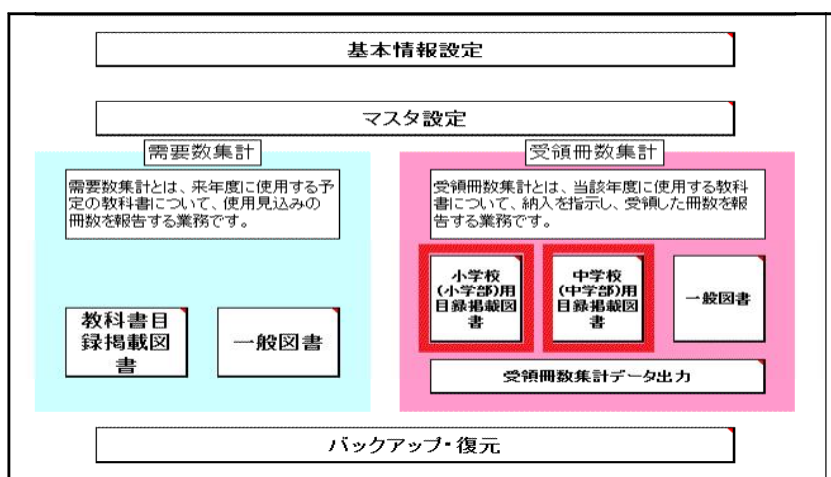 基本情報設定
マスタ設定
需要数集計
需要数集計とは、来年度に使用する予
定の教科書について、使用見込みの
冊数を報告する業務です。
教科書目
録掲載図
書
一般図書
受領冊数集計
受領冊数集計とは、当該年度に使用する教科
書について、納入を指示し、受領した冊数を報
告する業務です。
小学校
(小学部)用
目録掲載図
書
中学校
(中学部)用
目録掲載図
書
一般図書
受領冊数集計データ出力
バックアップ・復元